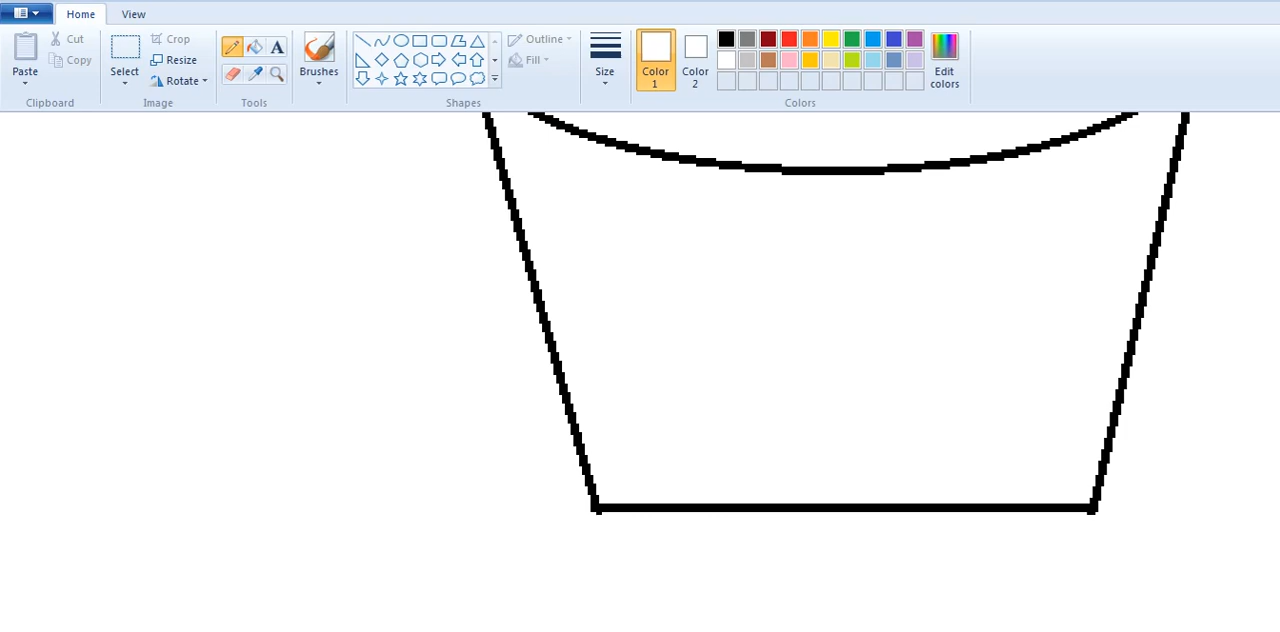 Home View
Paste Cut Copy Select Crop Resize Rotate A Brushes Outline Fill Size Color 1 Color 2 Edit colors
Clipboard Image Tools Shapes Colors